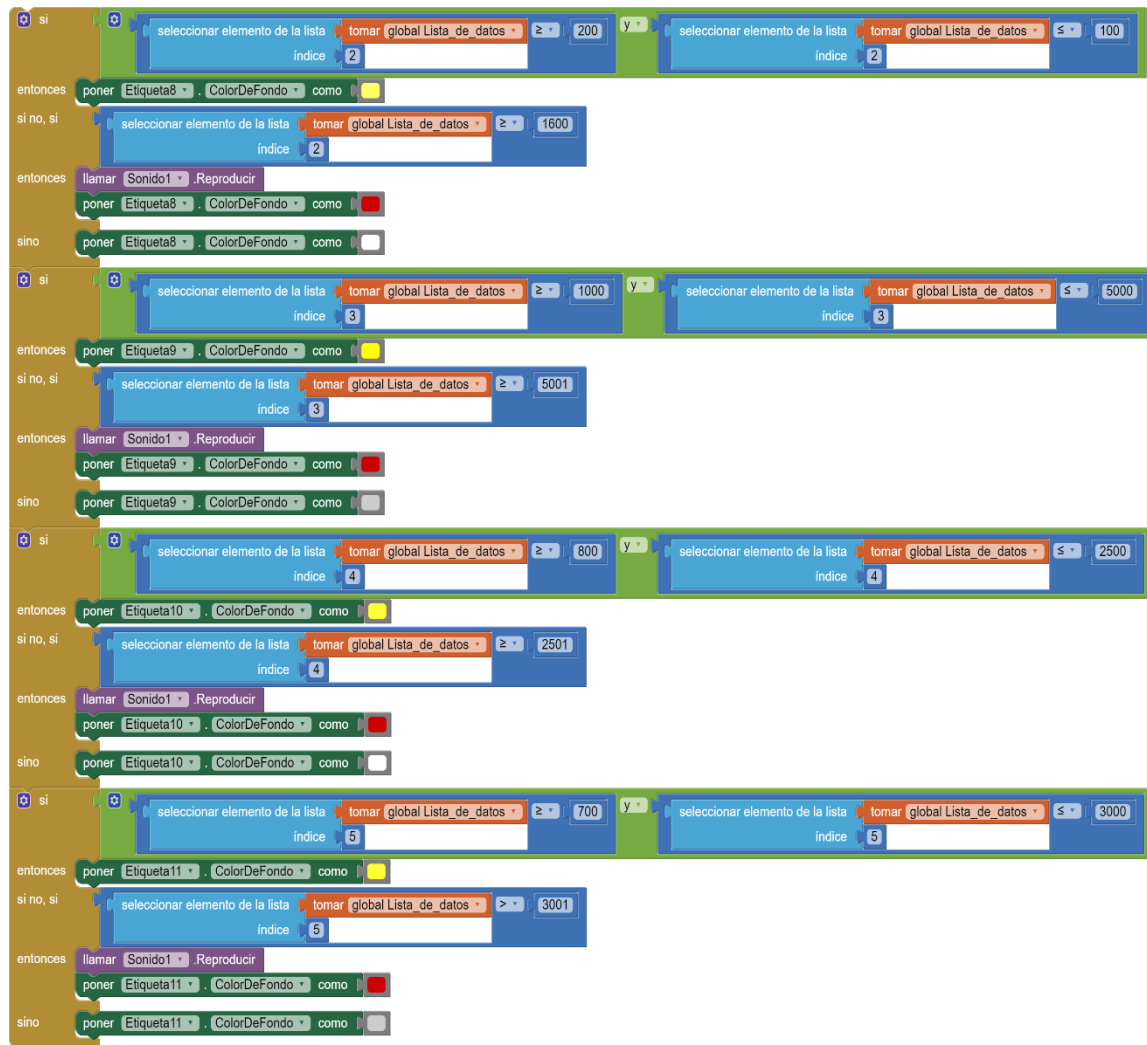 si seleccionar elemento de la lista tomar global Lista_de_datos ≥ 200 y seleccionar elemento de la lista tomar global Lista_de_datos ≤ 100
índice 2 índice 2
entonces poner Etiqueta8 . ColorDeFondo como
si no, si seleccionar elemento de la lista tomar global Lista_de_datos ≥ 1600
índice 2
entonces llamar Sonido1 .Reproducir
poner Etiqueta8 . ColorDeFondo como
sino poner Etiqueta8 . ColorDeFondo como
si seleccionar elemento de la lista tomar global Lista_de_datos ≥ 1000 y seleccionar elemento de la lista tomar global Lista_de_datos ≤ 5000
índice 3 índice 3
entonces poner Etiqueta9 . ColorDeFondo como
si no, si seleccionar elemento de la lista tomar global Lista_de_datos ≥ 5001
índice 3
entonces llamar Sonido1 .Reproducir
poner Etiqueta9 . ColorDeFondo como
sino poner Etiqueta9 . ColorDeFondo como
si seleccionar elemento de la lista tomar global Lista_de_datos ≥ 800 y seleccionar elemento de la lista tomar global Lista_de_datos ≤ 2500
índice 4 índice 4
entonces poner Etiqueta10 . ColorDeFondo como
si no, si seleccionar elemento de la lista tomar global Lista_de_datos ≥ 2501
índice 4
entonces llamar Sonido1 .Reproducir
poner Etiqueta10 . ColorDeFondo como
sino poner Etiqueta10 . ColorDeFondo como
si seleccionar elemento de la lista tomar global Lista_de_datos ≥ 700 y seleccionar elemento de la lista tomar global Lista_de_datos ≤ 3000
índice 5 índice 5
entonces poner Etiqueta11 . ColorDeFondo como
si no, si seleccionar elemento de la lista tomar global Lista_de_datos > 3001
índice 5
entonces llamar Sonido1 .Reproducir
poner Etiqueta11 . ColorDeFondo como
sino poner Etiqueta11 . ColorDeFondo como